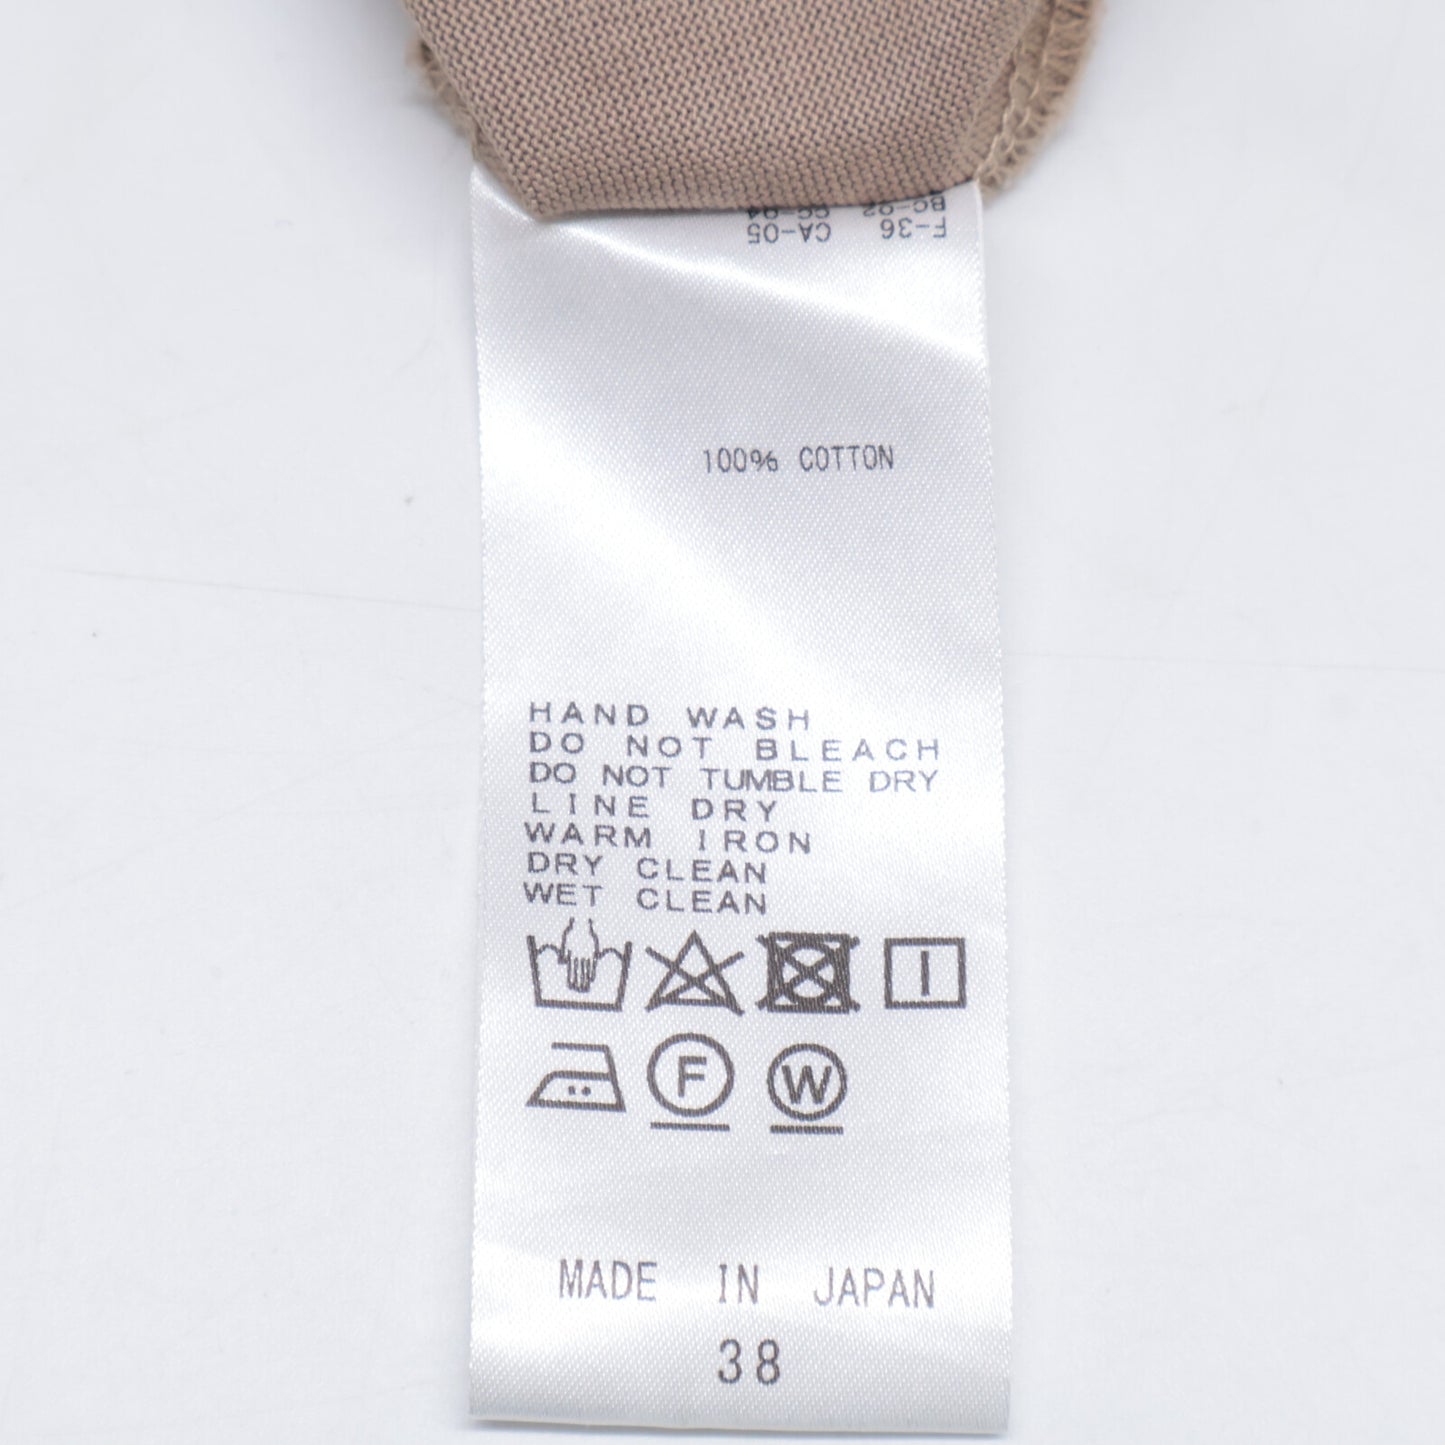 F-36 CA-05
100% COTTON
HAND WASH
DO NOT BLEACH
DO NOT TUMBLE DRY
LINE DRY
WARM IRON
DRY CLEAN
WET CLEAN
F W
MADE IN JAPAN
38